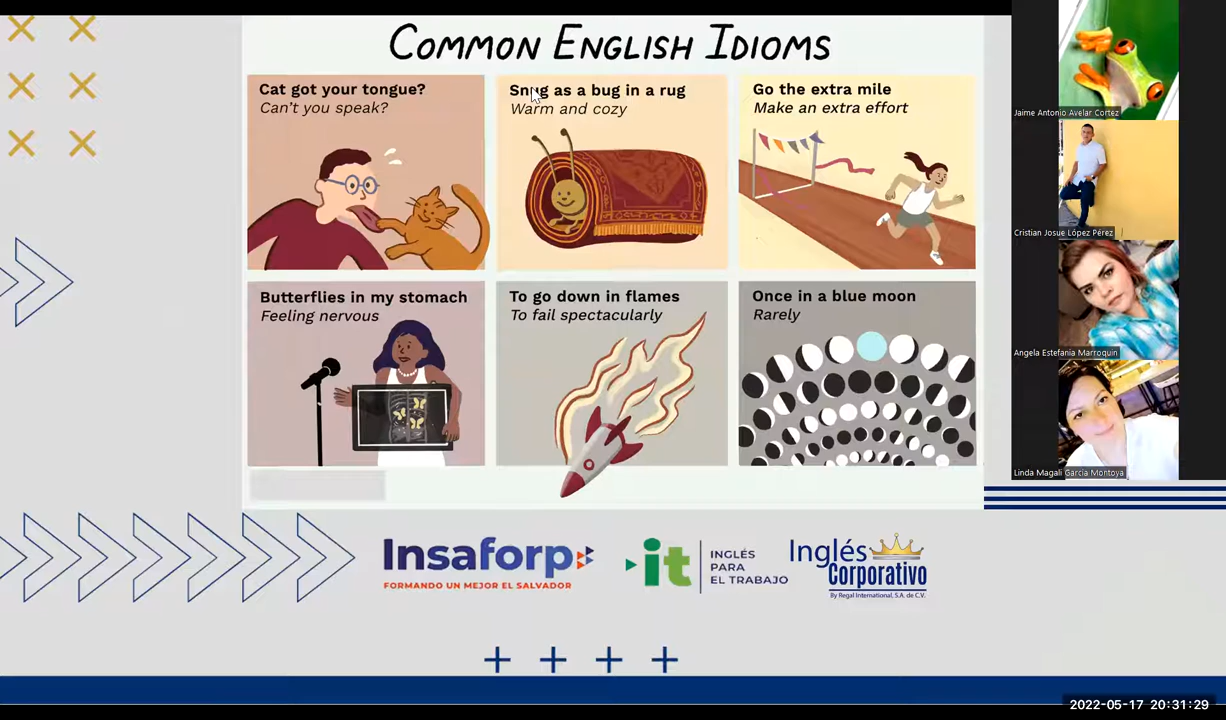 COMMON ENGLISH IDIOMS
Cat got your tongue?
Can't you speak?
Snug as a bug in a rug
Warm and cozy
Go the extra mile
Make an extra effort
Butterflies in my stomach
Feeling nervous
To go down in flames
To fail spectacularly
Once in a blue moon
Rarely
Jaime Antonio Avelar Cortéz
Cristian Josue López Pérez
Angela Estefania Marroquin
Linda Magali Garcia Montoya
Insaforp
FORMANDO UN MEJOR EL SALVADOR
it
INGLÉS
PARA
EL TRABAJO
Inglés
Corporativo
By Regal International, S.A. de C.V.
2022-05-17 20:31:29